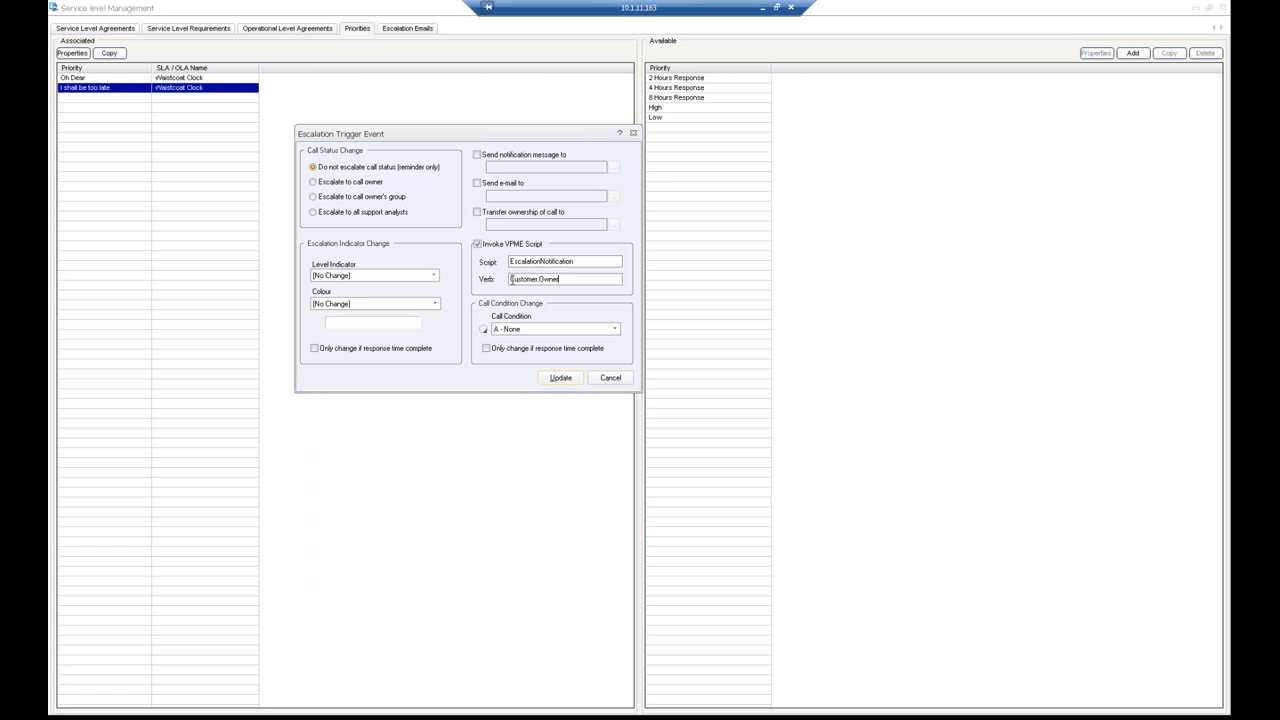 Service level Management
10.1.11.163
Service Level Agreements
Service Level Requirements
Operational Level Agreements
Priorities
Escalation Emails
Associated
Properties
Copy
Priority
SLA / OLA Name
Oh Dear
Waistcoat Clock
I shall be too late
Waistcoat Clock
Available
Properties
Add
Copy
Delete
Priority
2 Hours Response
4 Hours Response
8 Hours Response
High
Low
Escalation Trigger Event
?
Call Status Change
Do not escalate call status (reminder only)
Escalate to call owner
Escalate to call owner's group
Escalate to all support analysts
Send notification message to
...
Send e-mail to
...
Transfer ownership of call to
...
Escalation Indicator Change
Level Indicator
[No Change]
Colour
[No Change]
Only change if response time complete
Invoke VPME Script
Script:
EscalationNotification
Verb:
Customer,Owner
Call Condition Change
Call Condition
A - None
Only change if response time complete
Update
Cancel